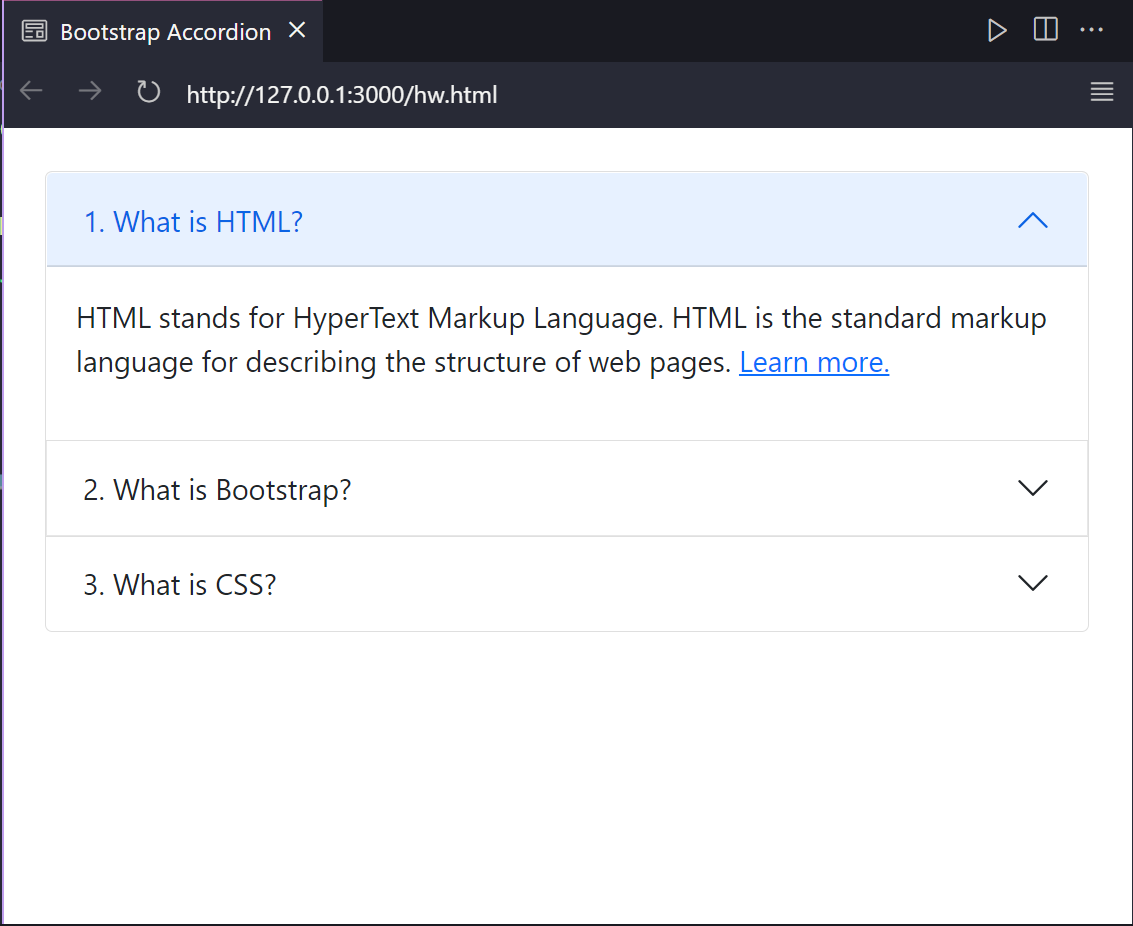 Bootstrap Accordion
http://127.0.0.1:3000/hw.html
1. What is HTML?
HTML stands for HyperText Markup Language. HTML is the standard markup
language for describing the structure of web pages. Learn more.
2. What is Bootstrap?
3. What is CSS?